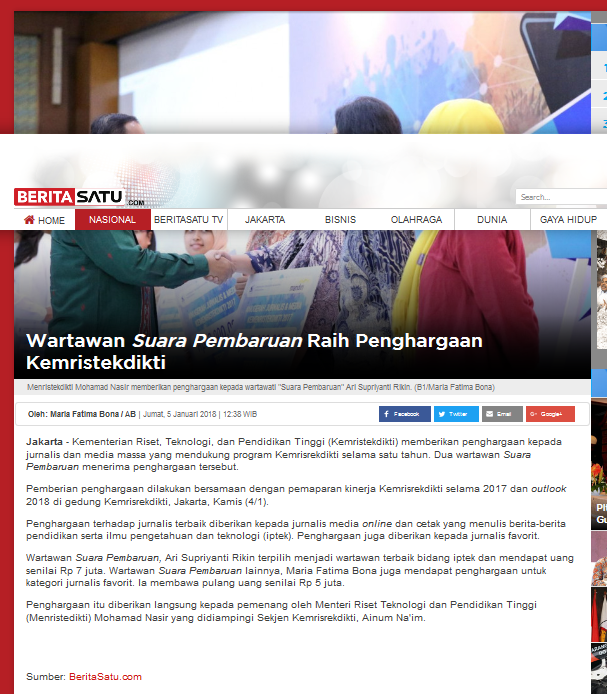 BERITA SATU .COM
Search...
HOME NASIONAL BERITASATU TV JAKARTA BISNIS OLAHRAGA DUNIA GAYA HIDUP
Wartawan Suara Pembaruan Raih Penghargaan
Kemristekdikti
Menristekdikti Mohamad Nasir memberikan penghargaan kepada wartawati "Suara Pembaruan" Ari Supriyanti Rikin. (B1/Maria Fatima Bona)
Oleh: Maria Fatima Bona / AB | Jumat, 5 Januari 2018 | 12:38 WIB
Facebook Twitter Email Google+
Jakarta - Kementerian Riset, Teknologi, dan Pendidikan Tinggi (Kemristekdikti) memberikan penghargaan kepada
jurnalis dan media massa yang mendukung program Kemrisrekdikti selama satu tahun. Dua wartawan Suara
Pembaruan menerima penghargaan tersebut.
Pemberian penghargaan dilakukan bersamaan dengan pemaparan kinerja Kemrisrekdikti selama 2017 dan outlook
2018 di gedung Kemrisrekdikti, Jakarta, Kamis (4/1).
Penghargaan terhadap jurnalis terbaik diberikan kepada jurnalis media online dan cetak yang menulis berita-berita
pendidikan serta ilmu pengetahuan dan teknologi (iptek). Penghargaan juga diberikan kepada jurnalis favorit.
Wartawan Suara Pembaruan, Ari Supriyanti Rikin terpilih menjadi wartawan terbaik bidang iptek dan mendapat uang
senilai Rp 7 juta. Wartawan Suara Pembaruan lainnya, Maria Fatima Bona juga mendapat penghargaan untuk
kategori jurnalis favorit. Ia membawa pulang uang senilai Rp 5 juta.
Penghargaan itu diberikan langsung kepada pemenang oleh Menteri Riset Teknologi dan Pendidikan Tinggi
(Menristedikti) Mohamad Nasir yang didiampingi Sekjen Kemrisrekdikti, Ainum Na'im.
Sumber: BeritaSatu.com